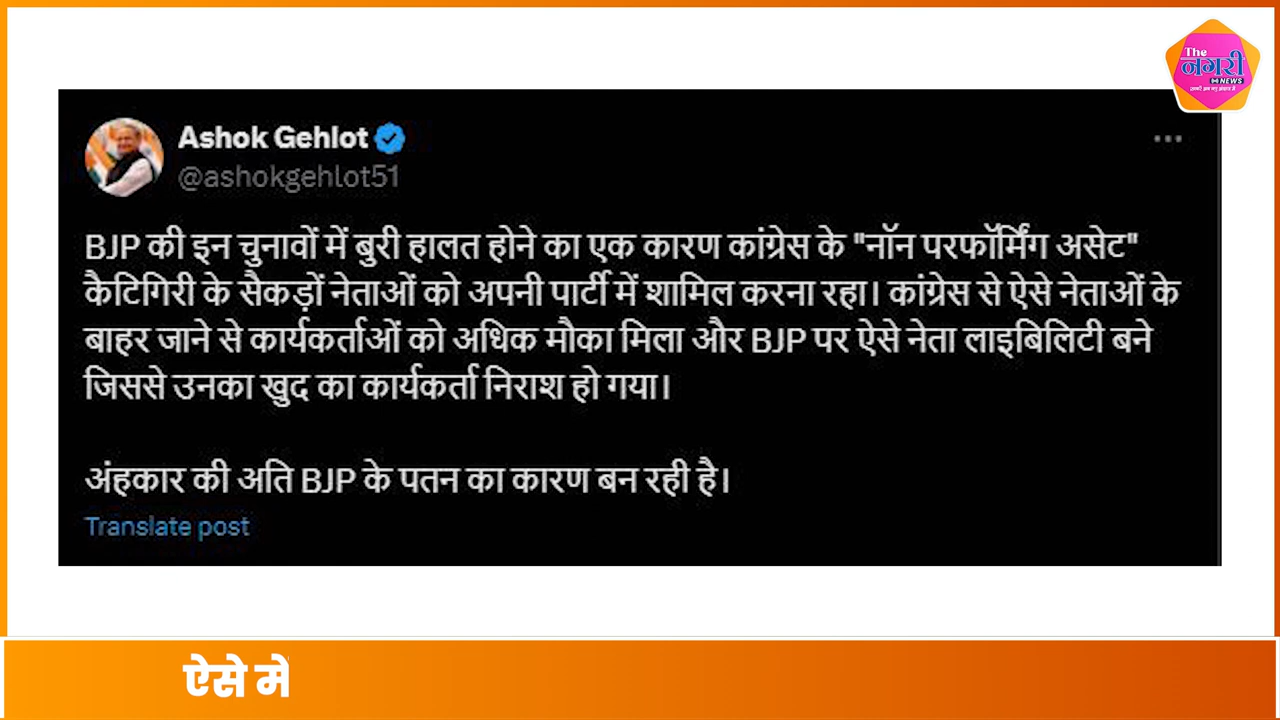 The
नगरी
NEWS
Ashok Gehlot
@ashokgehlot51
BJP की इन चुनावों में बुरी हालत होने का एक कारण कांग्रेस के "नॉन परफॉर्मिंग असेट"
कैटिगिरी के सैकड़ों नेताओं को अपनी पार्टी में शामिल करना रहा। कांग्रेस से ऐसे नेताओं के
बाहर जाने से कार्यकर्ताओं को अधिक मौका मिला और BJP पर ऐसे नेता लाइबिलिटी बने
जिससे उनका खुद का कार्यकर्ता निराश हो गया।
अंहकार की अति BJP के पतन का कारण बन रही है।
Translate post
ऐसे में